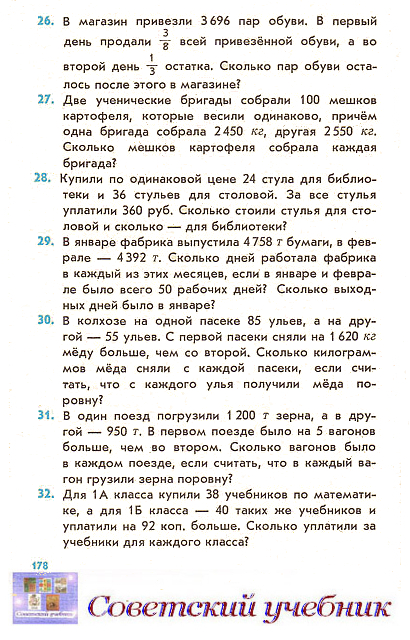 26. В магазин привезли 3 696 пар обуви. В первый
день продали 3/8 всей привезённой обуви, а во
второй день 1/3 остатка. Сколько пар обуви оста-
лось после этого в магазине?
27. Две ученические бригады собрали 100 мешков
картофеля, которые весили одинаково, причём
одна бригада собрала 2 450 кг, другая 2 550 кг.
Сколько мешков картофеля собрала каждая
бригада?
28. Купили по одинаковой цене 24 стула для библио-
теки и 36 стульев для столовой. За все стулья
уплатили 360 руб. Сколько стоили стулья для сто-
ловой и сколько — для библиотеки?
29. В январе фабрика выпустила 4 758 т бумаги, в фев-
рале — 4 392 т. Сколько дней работала фабрика
в каждый из этих месяцев, если в январе и февра-
ле было всего 50 рабочих дней? Сколько выход-
ных дней было в январе?
30. В колхозе на одной пасеке 85 ульев, а на дру-
гой — 55 ульев. С первой пасеки сняли на 1 620 кг
мёду больше, чем со второй. Сколько килограм-
мов мёда сняли с каждой пасеки, если счи-
тать, что с каждого улья получили мёда по-
ровну?
31. В один поезд погрузили 1 200 т зерна, а в дру-
гой — 950 т. В первом поезде было на 5 вагонов
больше, чем во втором. Сколько вагонов было
в каждом поезде, если считать, что в каждый ва-
гон грузили зерна поровну?
32. Для 1А класса купили 38 учебников по математи-
ке, а для 1Б класса — 40 таких же учебников и
уплатили на 92 коп. больше. Сколько уплатили за
учебники для каждого класса?
178
Советский учебник
Советский учебник